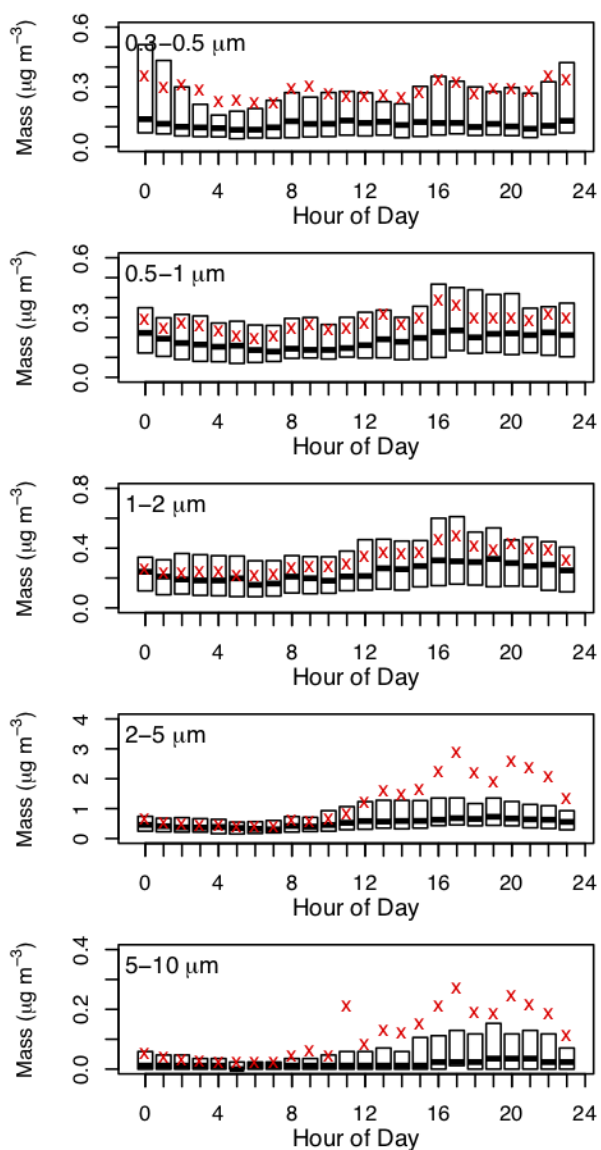 0.6
0.3−0.5 μm
0.3
0.0
Mass (μg m−3)
0 4 8 12 16 20 24
Hour of Day
0.6
0.5−1 μm
0.3
0.0
Mass (μg m−3)
0 4 8 12 16 20 24
Hour of Day
0.8
1−2 μm
0.4
0.0
Mass (μg m−3)
0 4 8 12 16 20 24
Hour of Day
4
2−5 μm
3
2
1
0
Mass (μg m−3)
0 4 8 12 16 20 24
Hour of Day
0.4
5−10 μm
0.2
0.0
Mass (μg m−3)
0 4 8 12 16 20 24
Hour of Day